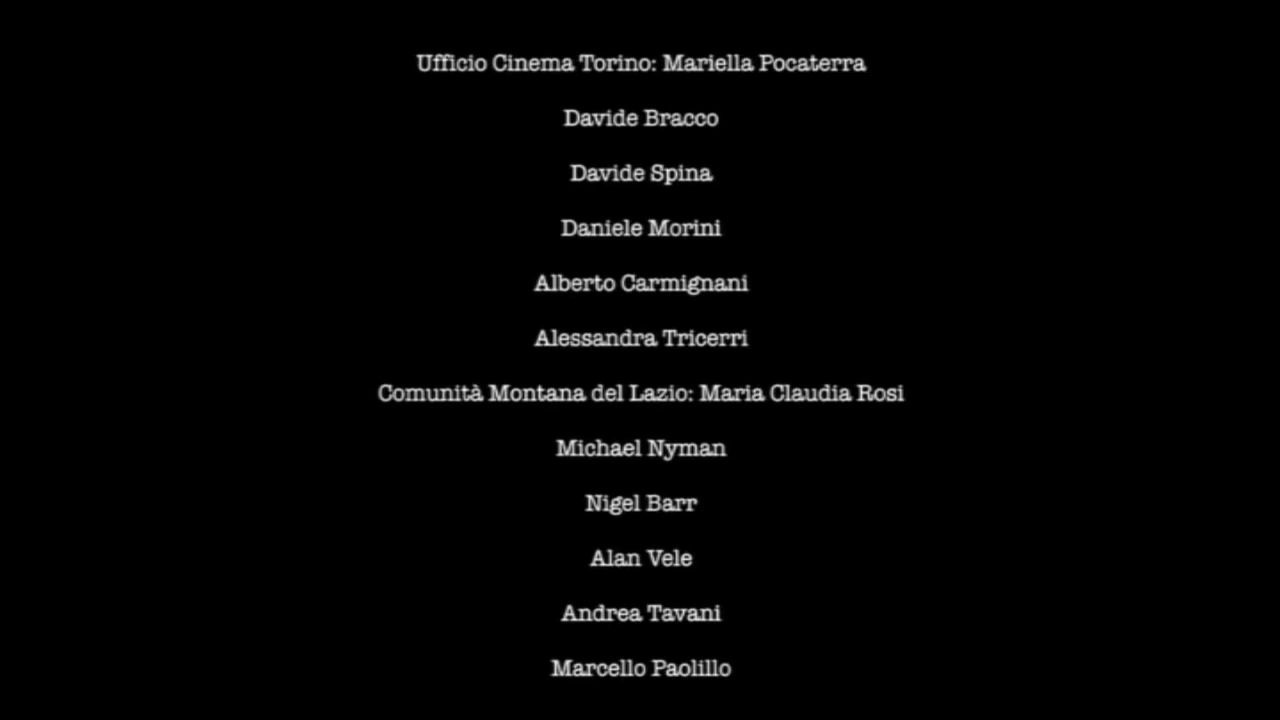 Ufficio Cinema Torino: Mariella Pocaterra
Davide Bracco
Davide Spina
Daniele Morini
Alberto Carmignani
Alessandra Tricerri
Comunità Montana del Lazio: Maria Claudia Rosi
Michael Nyman
Nigel Barr
Alan Vele
Andrea Tavani
Marcello Paolillo